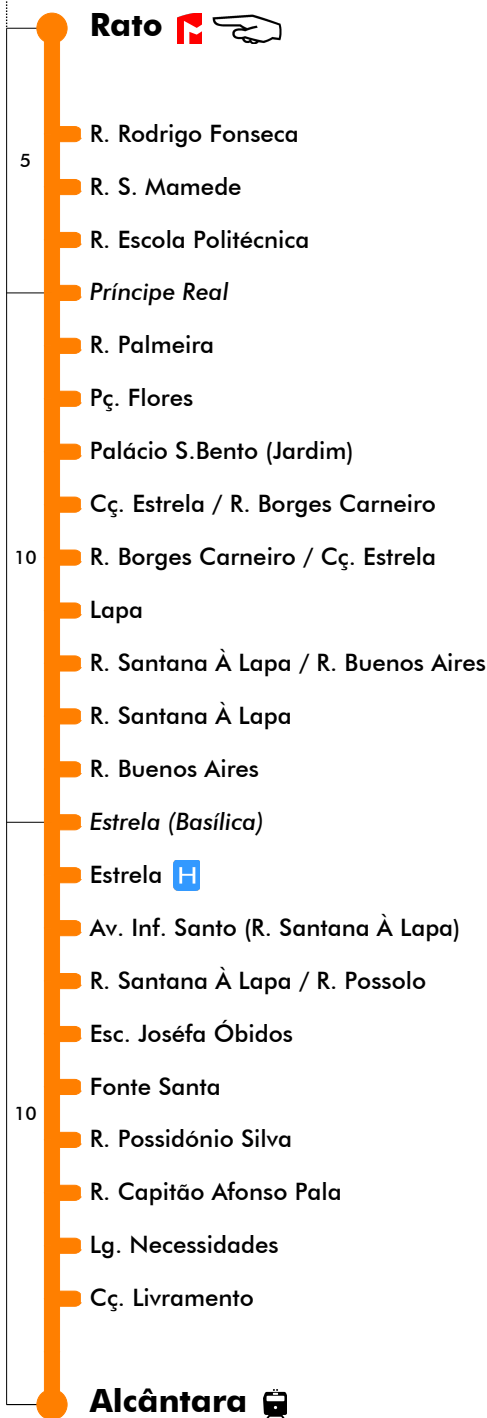 Rato
R. Rodrigo Fonseca
5
R. S. Mamede
R. Escola Politécnica
Príncipe Real
R. Palmeira
Pç. Flores
Palácio S.Bento (Jardim)
Cç. Estrela / R. Borges Carneiro
10
R. Borges Carneiro / Cç. Estrela
Lapa
R. Santana À Lapa / R. Buenos Aires
R. Santana À Lapa
R. Buenos Aires
Estrela (Basílica)
Estrela H
Av. Inf. Santo (R. Santana À Lapa)
R. Santana À Lapa / R. Possolo
Esc. Joséfa Óbidos
Fonte Santa
10
R. Possidónio Silva
R. Capitão Afonso Pala
Lg. Necessidades
Cç. Livramento
Alcântara